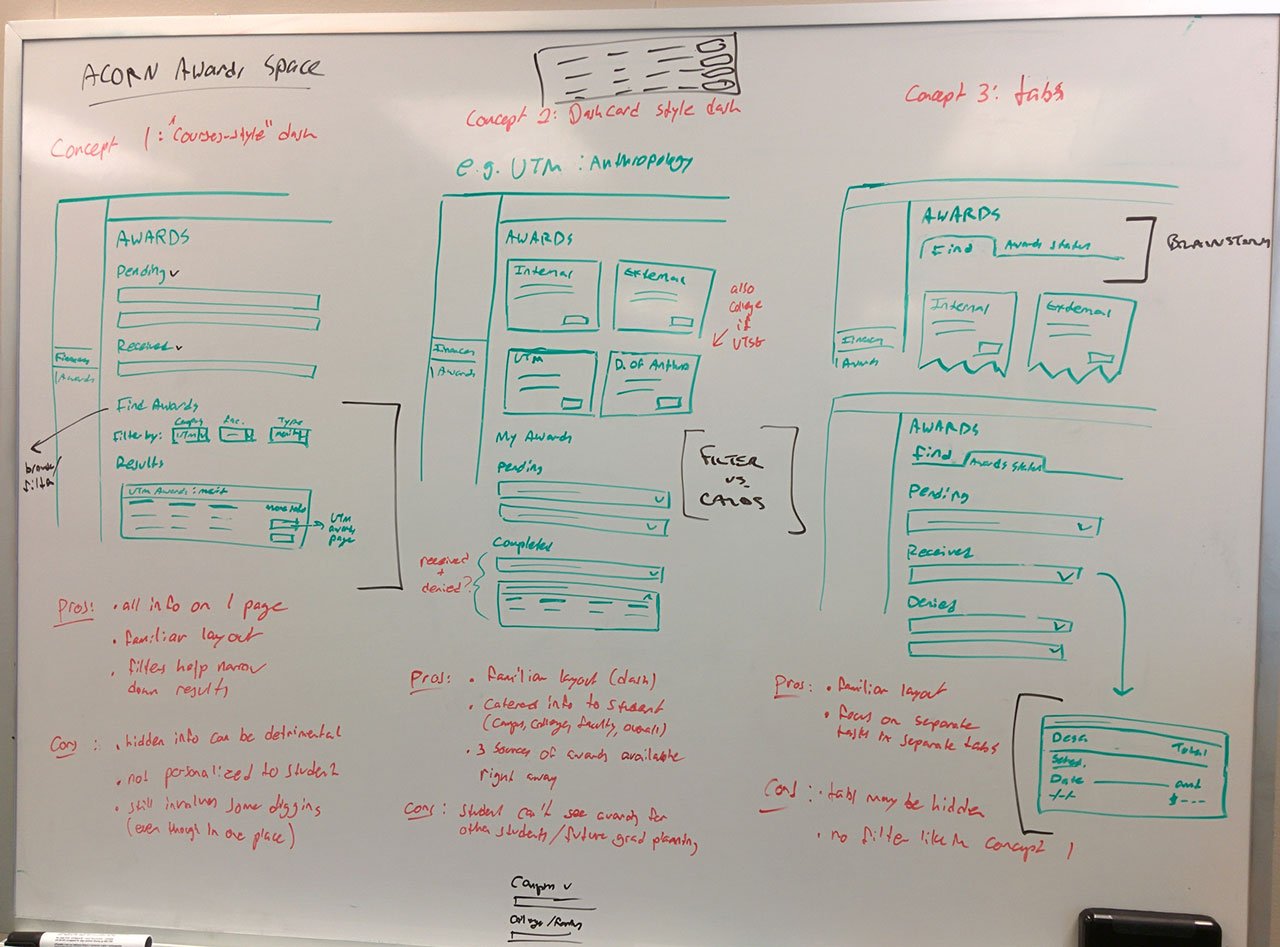 ACORN Awards Space
Concept 1: "Courses-style" dash
AWARDS
Pending
Received
Finances
Awards
Find Awards
Filter by:
Campus
UTM
Fac.
Type
merit
browse/
filter
Results
UTM Awards: merit
more info
UTM
awards
page
Pros: • all info on 1 page
• familiar layout
• filters help narrow
down results
Cons: • hidden info can be detrimental
• not personalized to student
• still involves some digging
(even though in one place)
Concept 2: Dashcard style dash
e.g. UTM: Anthropology
AWARDS
Internal
External
also
college
if
UTSG
Finances
Awards
UTM
D. of Anthro
My Awards
Pending
FILTER
vs.
CARDS
Completed
received
+
denied?
Pros: • familiar layout (dash)
• catered info to student
(campus, college, faculty, overall)
• 3 sources of awards available
right away
Cons: student can't see awards for
other students/future grad planning
Campus
College/Faculty
Concept 3: tabs
AWARDS
Find
Awards Status
BRAINSTORM
Internal
External
Finances
Awards
AWARDS
Find
Awards Status
Pending
Received
Denied
Pros: • familiar layout
• focus on separate
tasks in separate tabs
Cons: • tabs may be hidden
• no filter like in concept 1
Desc.
Total
Sched.
Date
amt
-/-/-
$---